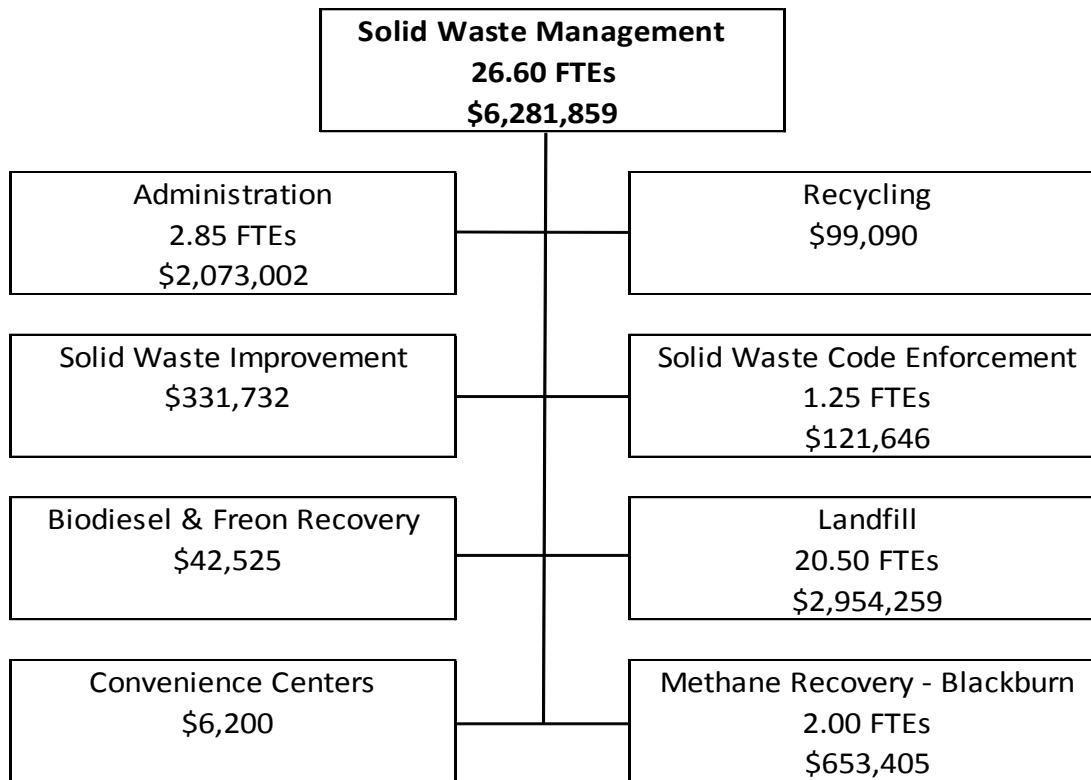 Solid Waste Management
26.60 FTEs
$6,281,859
Administration
2.85 FTEs
$2,073,002
Recycling
$99,090
Solid Waste Improvement
$331,732
Solid Waste Code Enforcement
1.25 FTEs
$121,646
Biodiesel & Freon Recovery
$42,525
Landfill
20.50 FTEs
$2,954,259
Convenience Centers
$6,200
Methane Recovery - Blackburn
2.00 FTEs
$653,405